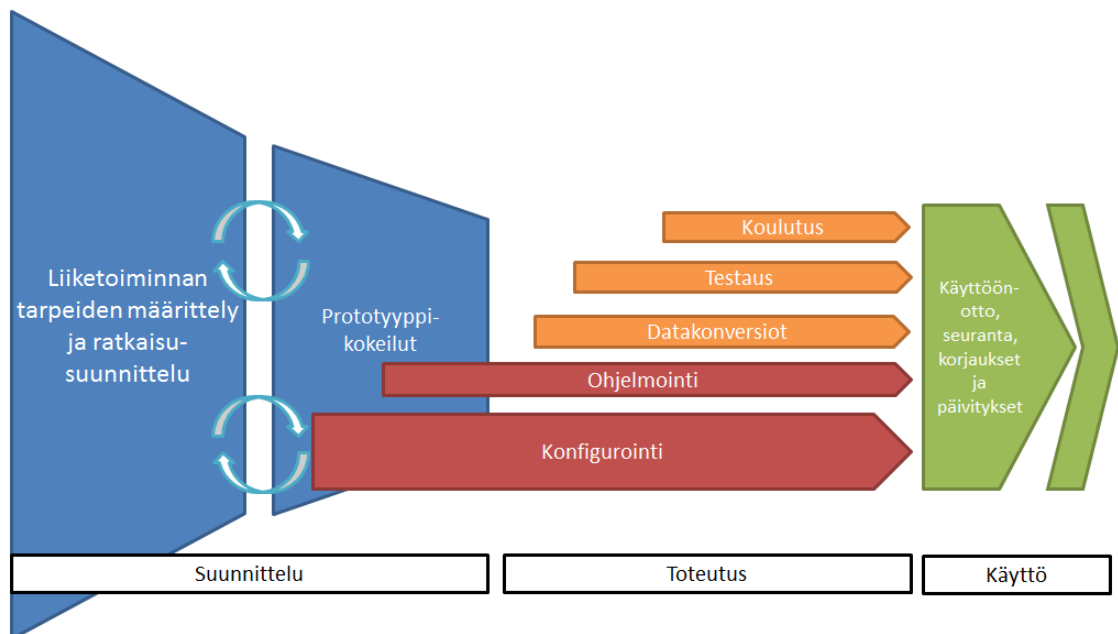 Liiketoiminnan
tarpeiden määrittely
ja ratkaisu-
suunnittelu
Prototyyppi-
kokeilut
Koulutus
Testaus
Datakonversiot
Ohjelmointi
Konfigurointi
Käyttöön-
otto,
seuranta,
korjaukset
ja
päivitykset
Suunnittelu
Toteutus
Käyttö